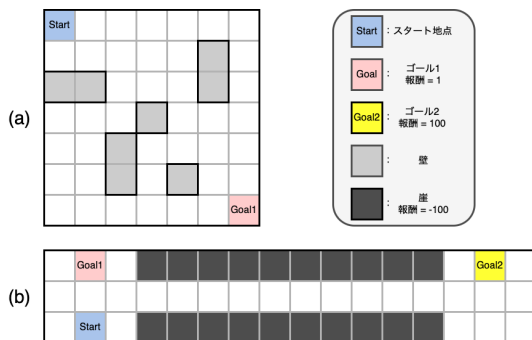 Start
Goal1
(a)
Start : スタート地点
Goal : ゴール1
報酬 = 1
Goal2 : ゴール2
報酬 = 100
: 壁
: 崖
報酬 = -100
Goal1
Goal2
(b)
Start